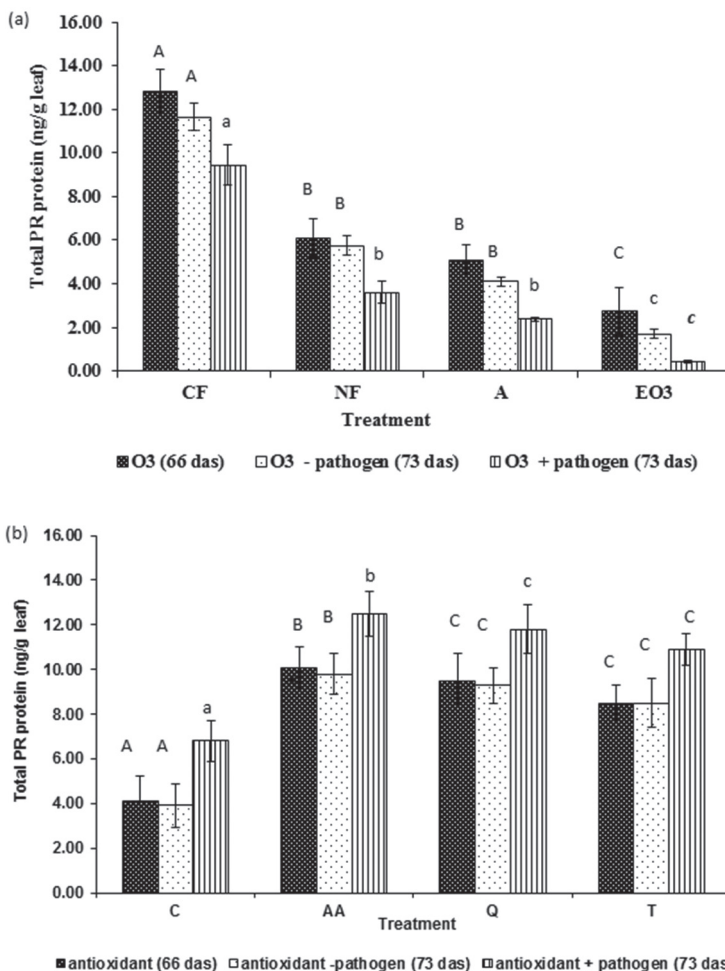 (a)
Total PR protein (ng/g leaf)
16.00
14.00
12.00
10.00
8.00
6.00
4.00
2.00
0.00
A A a
B B b
B B b
C c c
CF NF A EO3
Treatment
O3 (66 das) O3 - pathogen (73 das) O3 + pathogen (73 das)
(b)
Total PR protein (ng/g leaf)
16.00
14.00
12.00
10.00
8.00
6.00
4.00
2.00
0.00
A A a
B B b
C C c
C C C
C AA Q T
Treatment
antioxidant (66 das) antioxidant -pathogen (73 das) antioxidant + pathogen (73 das